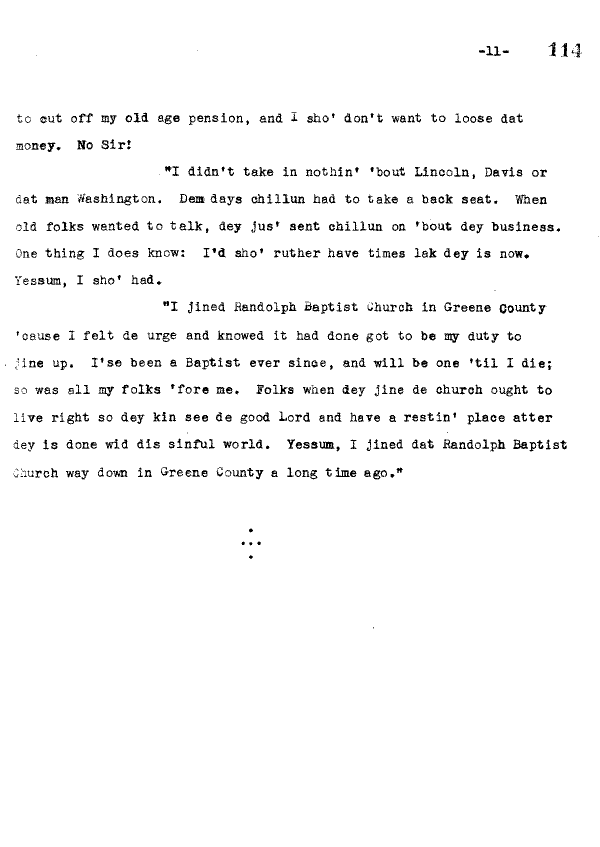 -11- 114
to cut off my old age pension, and I sho' don't want to loose dat
money. No Sir!
"I didn't take in nothin' 'bout Lincoln, Davis or
dat man Washington. Dem days chillun had to take a back seat. When
old folks wanted to talk, dey jus' sent chillun on 'bout dey business.
One thing I does know: I'd sho' ruther have times lak dey is now.
Yessum, I sho' had.
"I jined Randolph Baptist Church in Greene County
'cause I felt de urge and knowed it had done got to be my duty to
jine up. I'se been a Baptist ever since, and will be one 'til I die;
so was all my folks 'fore me. Folks when dey jine de church ought to
live right so dey kin see de good Lord and have a restin' place atter
dey is done wid dis sinful world. Yessum, I jined dat Randolph Baptist
Church way down in Greene County a long time ago."